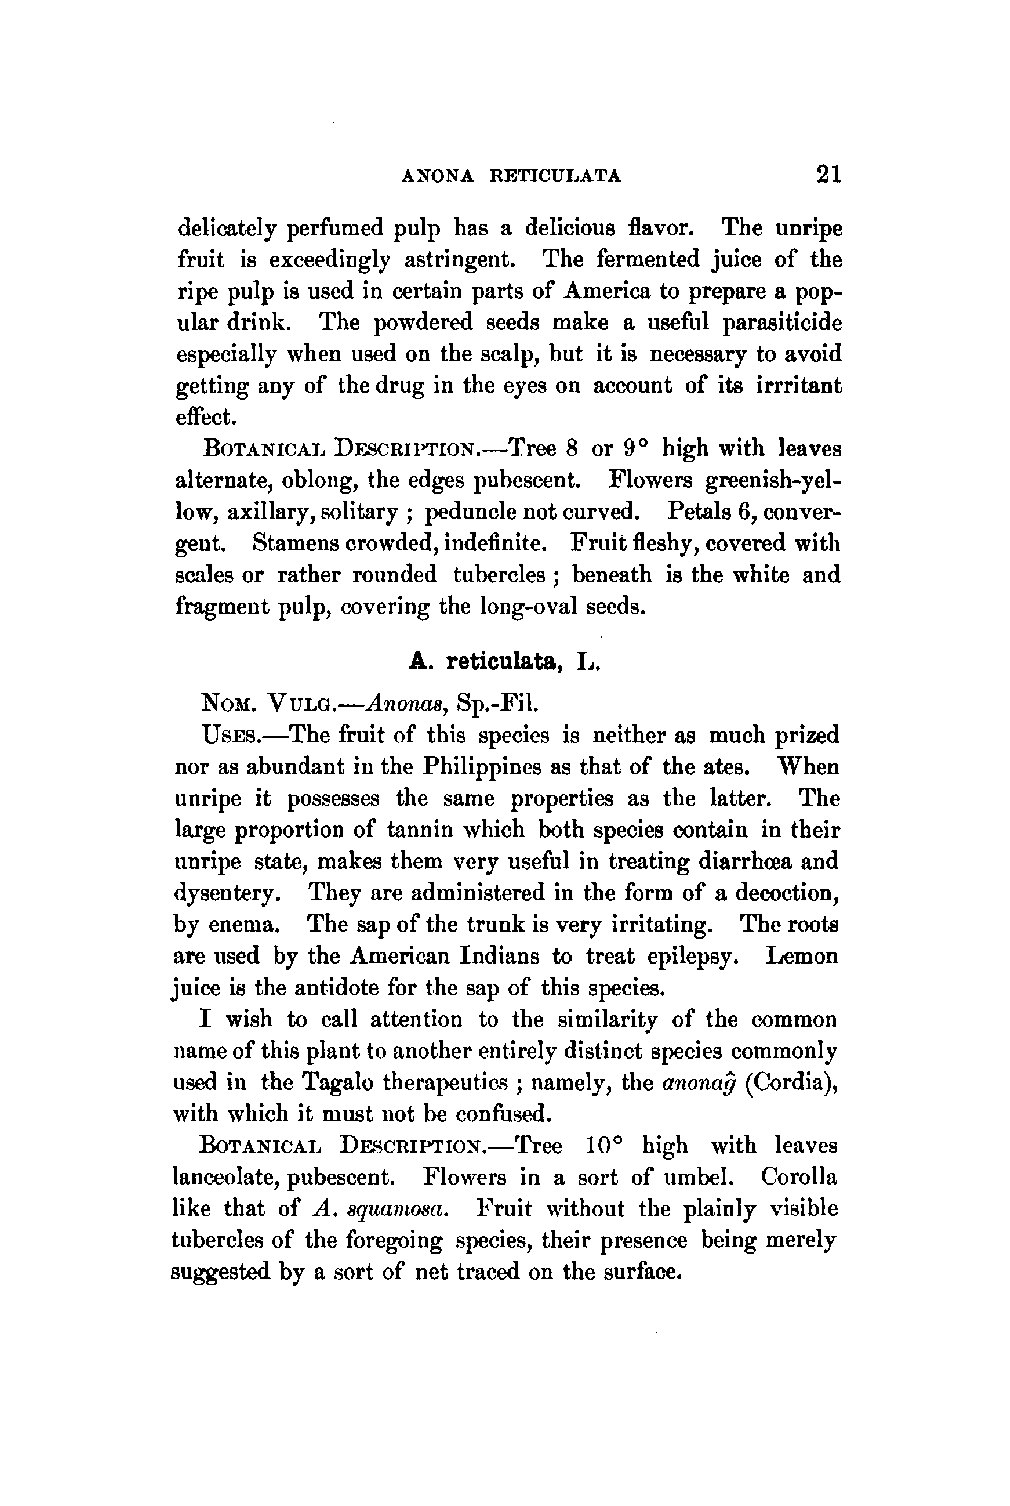 ANONA RETICULATA 21
delicately perfumed pulp has a delicious flavor. The unripe
fruit is exceedingly astringent. The fermented juice of the
ripe pulp is used in certain parts of America to prepare a pop-
ular drink. The powdered seeds make a useful parasiticide
especially when used on the scalp, but it is necessary to avoid
getting any of the drug in the eyes on account of its irrritant
effect.
BOTANICAL DESCRIPTION.—Tree 8 or 9° high with leaves
alternate, oblong, the edges pubescent. Flowers greenish-yel-
low, axillary, solitary ; peduncle not curved. Petals 6, conver-
gent. Stamens crowded, indefinite. Fruit fleshy, covered with
scales or rather rounded tubercles ; beneath is the white and
fragment pulp, covering the long-oval seeds.
A. reticulata, L.
NOM. VULG.—Anonas, Sp.-Fil.
USES.—The fruit of this species is neither as much prized
nor as abundant in the Philippines as that of the ates. When
unripe it possesses the same properties as the latter. The
large proportion of tannin which both species contain in their
unripe state, makes them very useful in treating diarrhœa and
dysentery. They are administered in the form of a decoction,
by enema. The sap of the trunk is very irritating. The roots
are used by the American Indians to treat epilepsy. Lemon
juice is the antidote for the sap of this species.
I wish to call attention to the similarity of the common
name of this plant to another entirely distinct species commonly
used in the Tagalo therapeutics ; namely, the anonag̃ (Cordia),
with which it must not be confused.
BOTANICAL DESCRIPTION.—Tree 10° high with leaves
lanceolate, pubescent. Flowers in a sort of umbel. Corolla
like that of A. squamosa. Fruit without the plainly visible
tubercles of the foregoing species, their presence being merely
suggested by a sort of net traced on the surface.